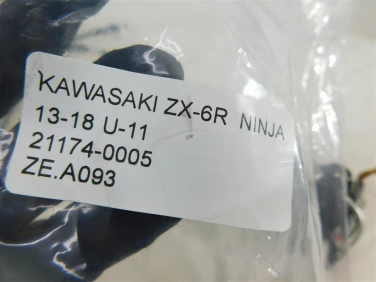 KAWASAKI ZX-6R NINJA
13-18 U-11
21174-0005
ZE.A093